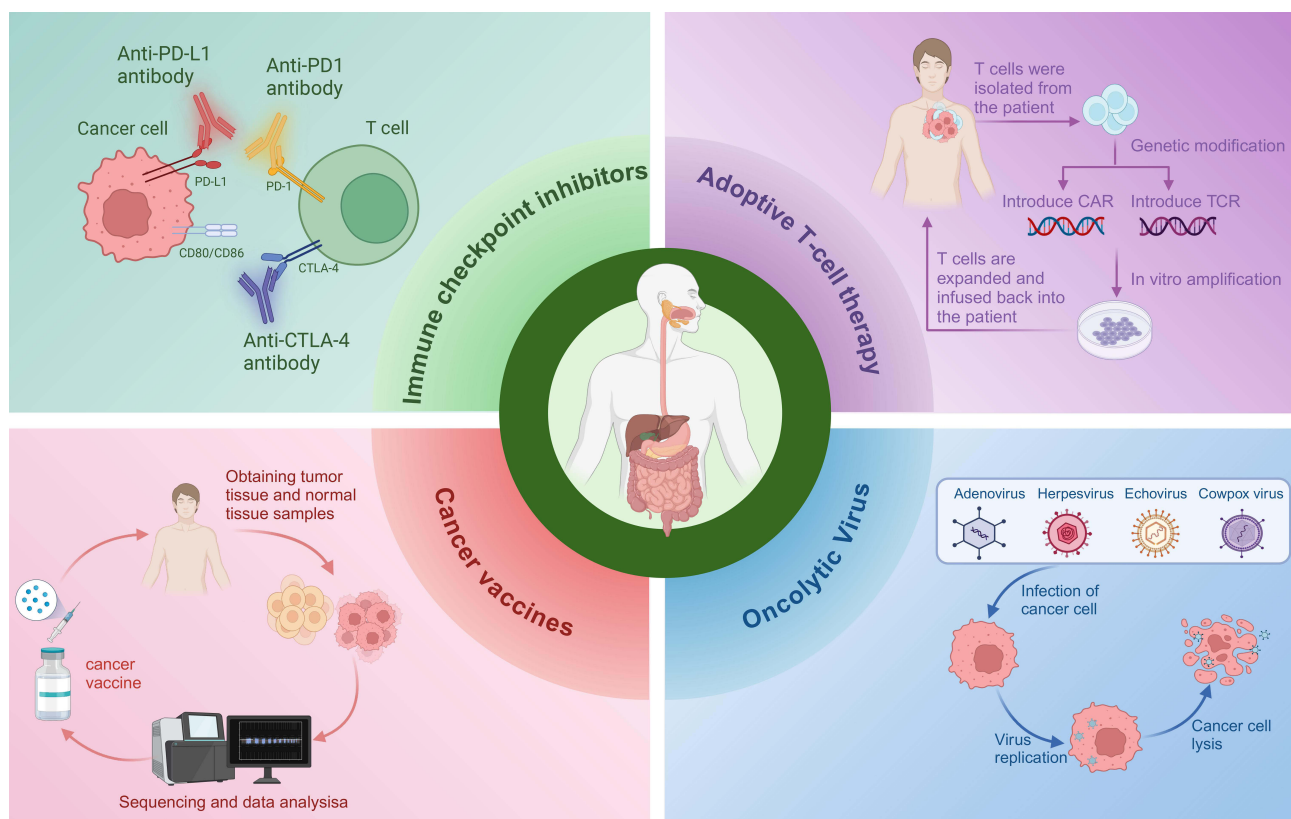 Anti-PD-L1
antibody
Anti-PD1
antibody
Cancer cell
T cell
PD-L1
PD-1
CD80/CD86
CTLA-4
Anti-CTLA-4
antibody
Immune checkpoint inhibitors
Adoptive T-cell therapy
T cells were
isolated from
the patient
Genetic modification
Introduce CAR
Introduce TCR
T cells are
expanded and
infused back into
the patient
In vitro amplification
Cancer vaccines
Obtaining tumor
tissue and normal
tissue samples
cancer
vaccine
Sequencing and data analysisa
Oncolytic Virus
Adenovirus
Herpesvirus
Echovirus
Cowpox virus
Infection of
cancer cell
Virus
replication
Cancer cell
lysis